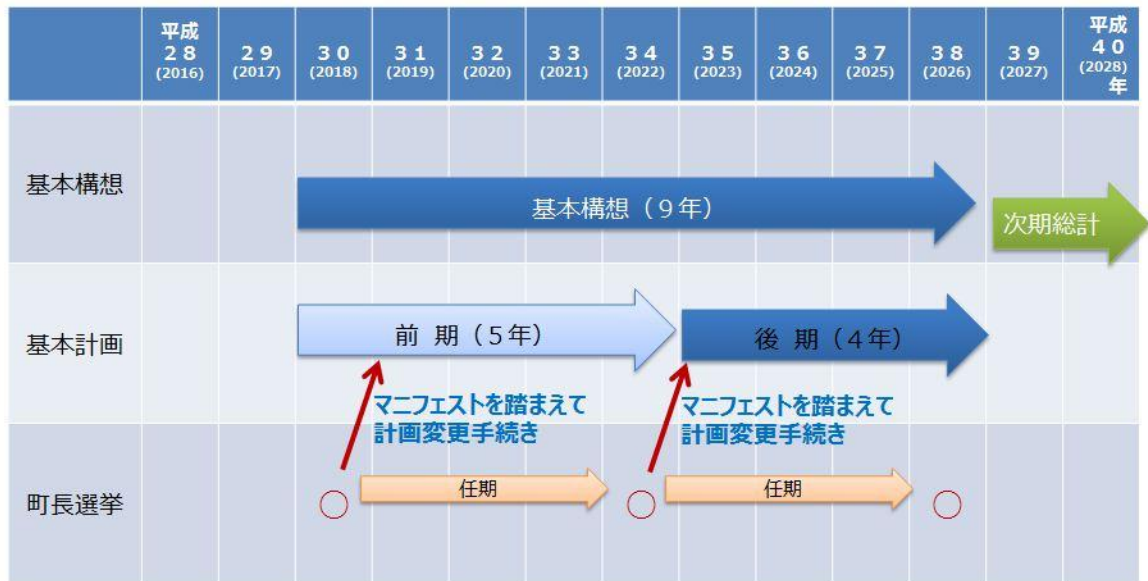 平成
２８
(2016)
２９
(2017)
３０
(2018)
３１
(2019)
３２
(2020)
３３
(2021)
３４
(2022)
３５
(2023)
３６
(2024)
３７
(2025)
３８
(2026)
３９
(2027)
平成
４０
(2028)
年
基本構想
基本構想（９年）
次期総計
基本計画
前 期（５年）
後 期（４年）
マニフェストを踏まえて
計画変更手続き
マニフェストを踏まえて
計画変更手続き
町長選挙
任期
任期